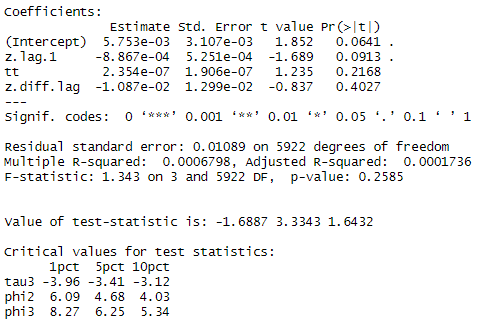 Coefficients:
              Estimate Std. Error t value Pr(>|t|)
(Intercept)  5.753e-03  3.107e-03   1.852   0.0641 .
z.lag.1     -8.867e-04  5.251e-04  -1.689   0.0913 .
tt           2.354e-07  1.906e-07   1.235   0.2168
z.diff.lag  -1.087e-02  1.299e-02  -0.837   0.4027
---
Signif. codes:  0 ‘***’ 0.001 ‘**’ 0.01 ‘*’ 0.05 ‘.’ 0.1 ‘ ’ 1
Residual standard error: 0.01089 on 5922 degrees of freedom
Multiple R-squared:  0.0006798, Adjusted R-squared:  0.0001736
F-statistic: 1.343 on 3 and 5922 DF,  p-value: 0.2585
Value of test-statistic is: -1.6887 3.3343 1.6432
Critical values for test statistics:
      1pct  5pct 10pct
tau3 -3.96 -3.41 -3.12
phi2  6.09  4.68  4.03
phi3  8.27  6.25  5.34